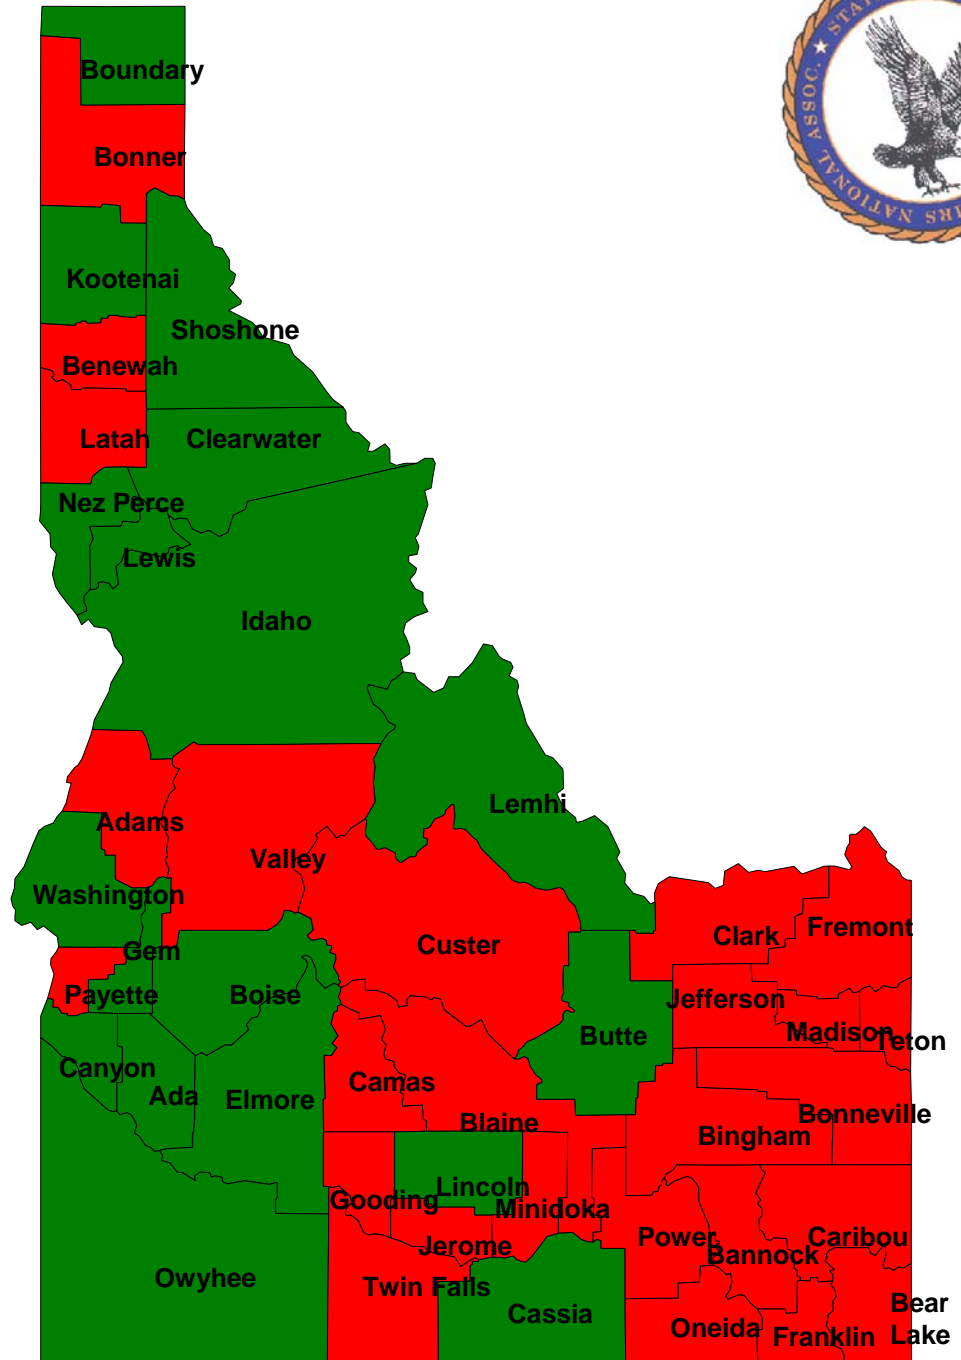 ASSOC. ★ STA
IRS NATIONAL
Boundary
Bonner
Kootenai
Shoshone
Benewah
Latah
Clearwater
Nez Perce
Lewis
Idaho
Lemhi
Adams
Valley
Washington
Gem
Custer
Clark
Fremont
Payette
Boise
Jefferson
Madison
Teton
Butte
Canyon
Ada
Elmore
Camas
Blaine
Bonneville
Bingham
Gooding
Lincoln
Minidoka
Jerome
Power
Bannock
Caribou
Owyhee
Twin Falls
Cassia
Oneida
Franklin
Bear
Lake